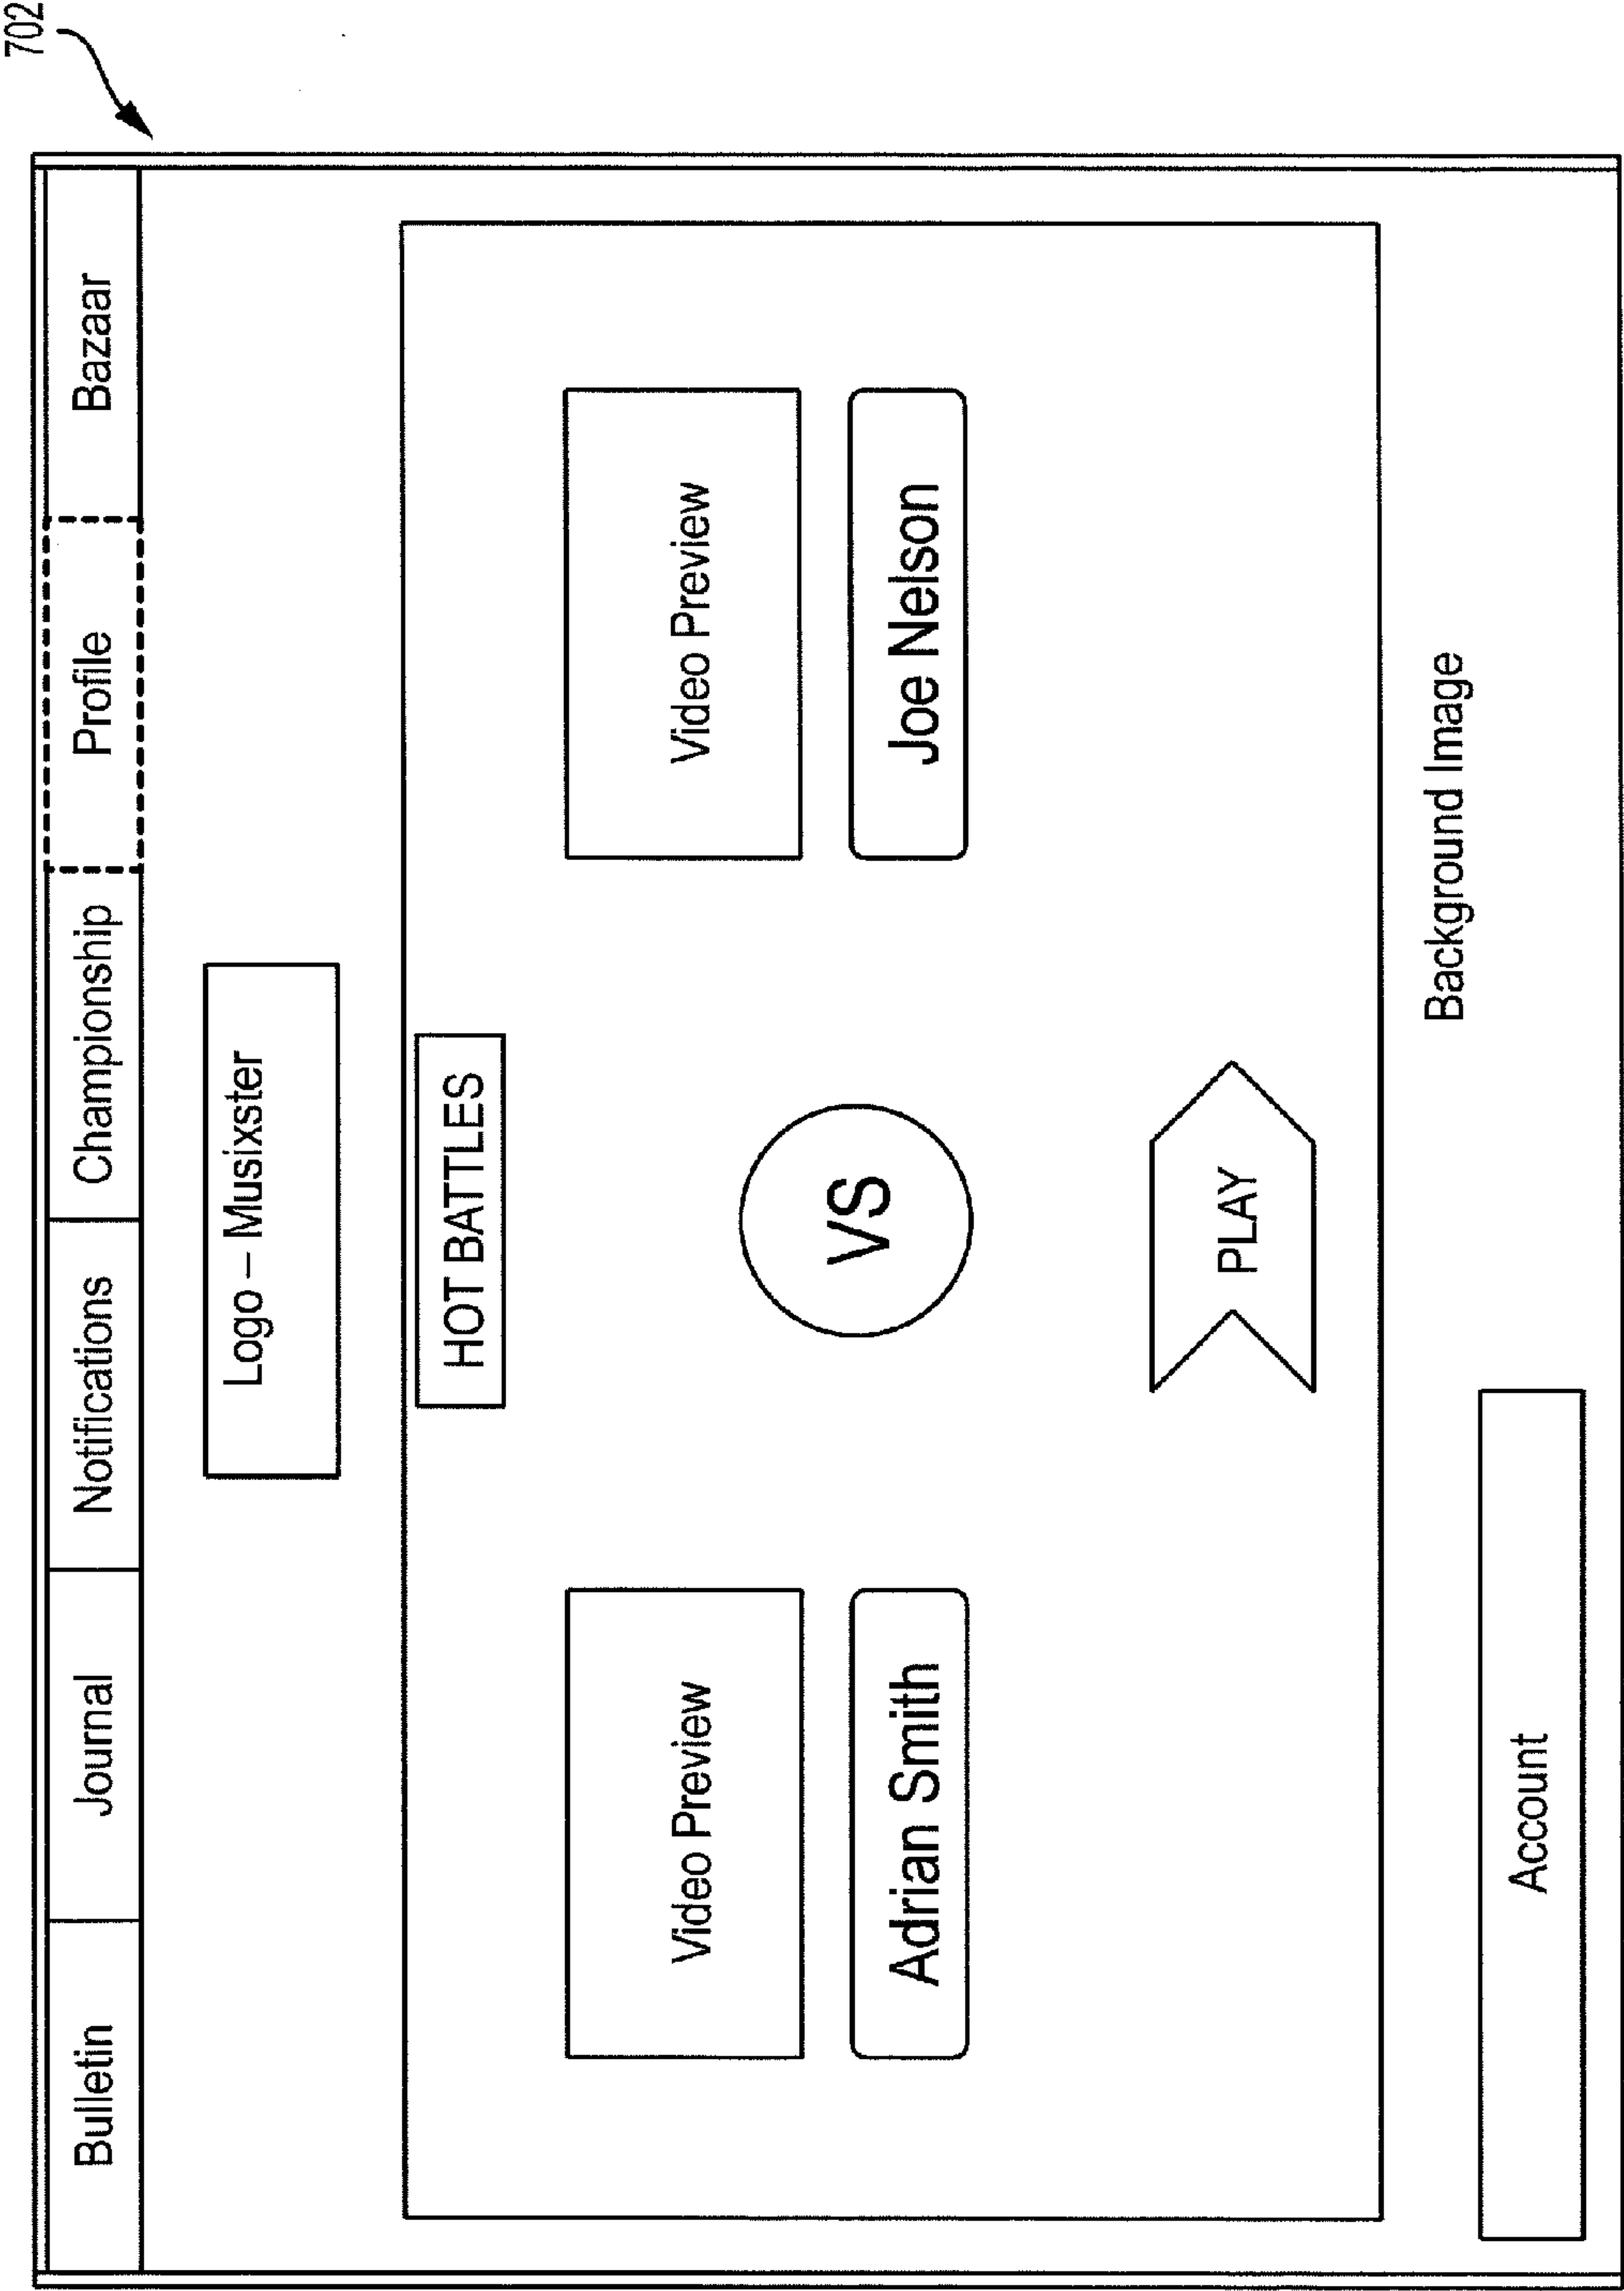 702
Bulletin Journal Notifications Championship Profile Bazaar
Logo – Musixster
HOT BATTLES
Video Preview Video Preview
VS
Adrian Smith Joe Nelson
PLAY
Background Image
Account